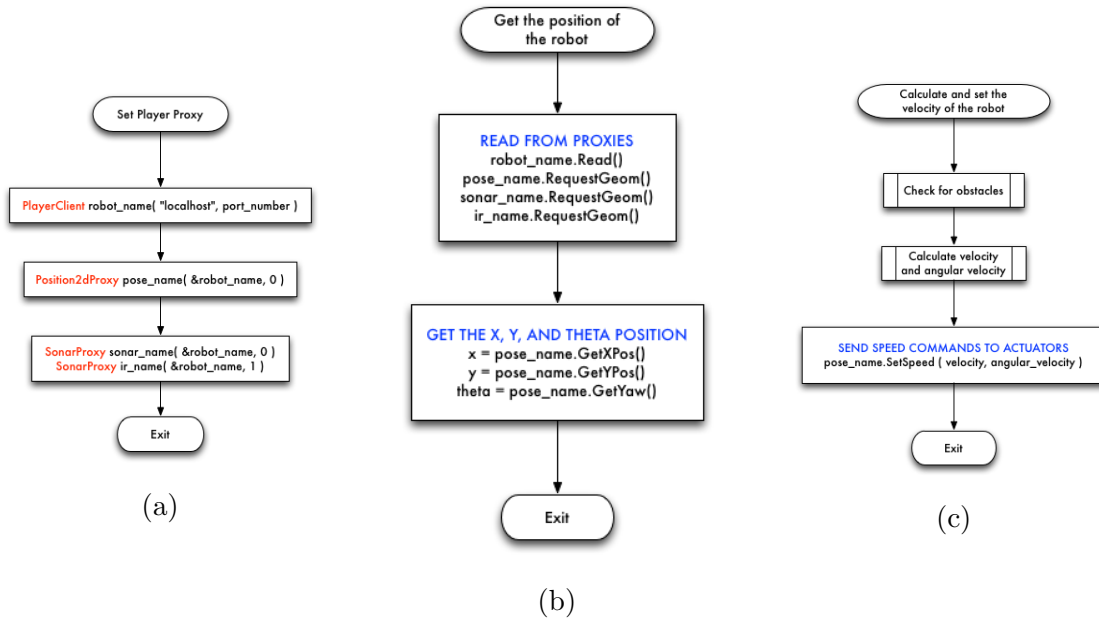 Set Player Proxy
PlayerClient robot_name( "localhost", port_number )
Position2dProxy pose_name( &robot_name, 0 )
SonarProxy sonar_name( &robot_name, 0 )
SonarProxy ir_name( &robot_name, 1 )
Exit
(a)
Get the position of
the robot
READ FROM PROXIES
robot_name.Read()
pose_name.RequestGeom()
sonar_name.RequestGeom()
ir_name.RequestGeom()
GET THE X, Y, AND THETA POSITION
x = pose_name.GetXPos()
y = pose_name.GetYPos()
theta = pose_name.GetYaw()
Exit
(b)
Calculate and set the
velocity of the robot
Check for obstacles
Calculate velocity
and angular velocity
SEND SPEED COMMANDS TO ACTUATORS
pose_name.SetSpeed ( velocity, angular_velocity )
Exit
(c)